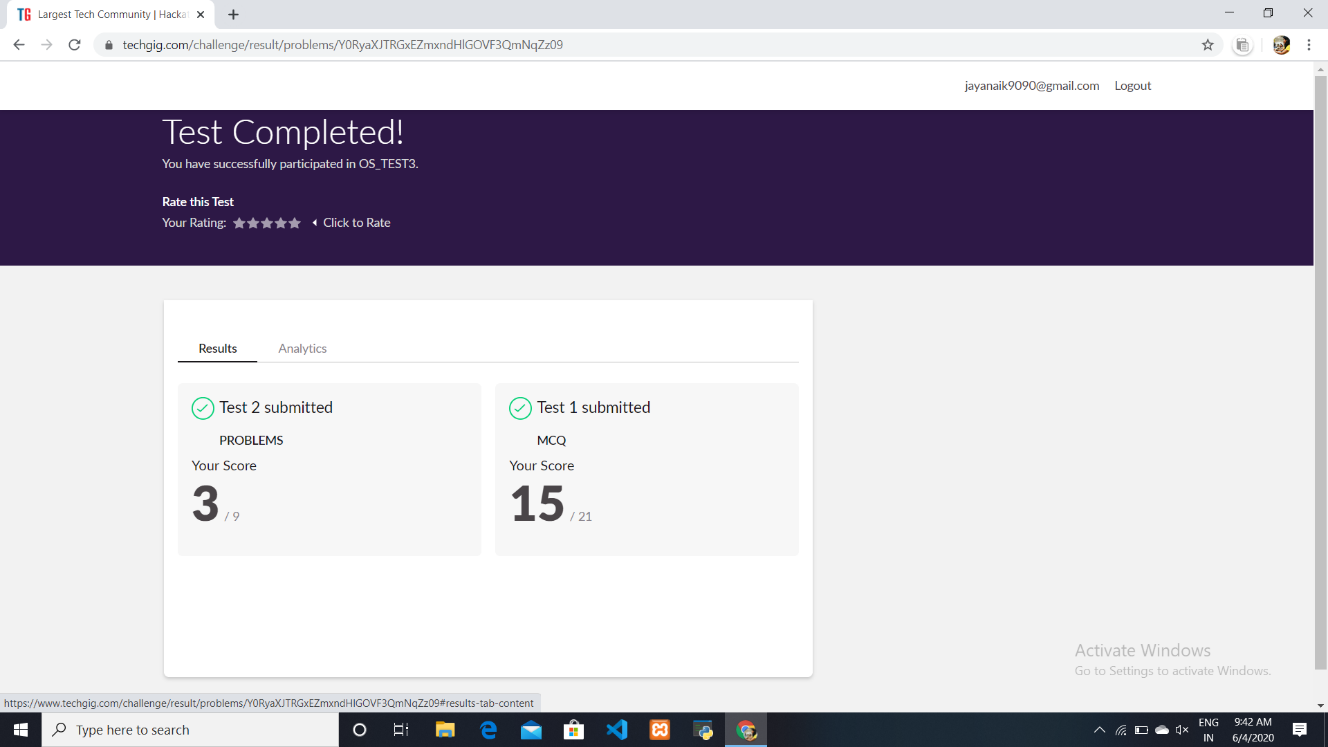 TG Largest Tech Community | Hacka
techgig.com/challenge/result/problems/Y0RyaXJTRGxEZmxndHlGOVF3QmNqZz09
jayanaik9090@gmail.com Logout
Test Completed!
You have successfully participated in OS_TEST3.
Rate this Test
Your Rating: Click to Rate
Results Analytics
Test 2 submitted
PROBLEMS
Your Score
3 / 9
Test 1 submitted
MCQ
Your Score
15 / 21
Activate Windows
Go to Settings to activate Windows.
https://www.techgig.com/challenge/result/problems/Y0RyaXJTRGxEZmxndHlGOVF3QmNqZz09#results-tab-content
Type here to search
ENG
IN
9:42 AM
6/4/2020